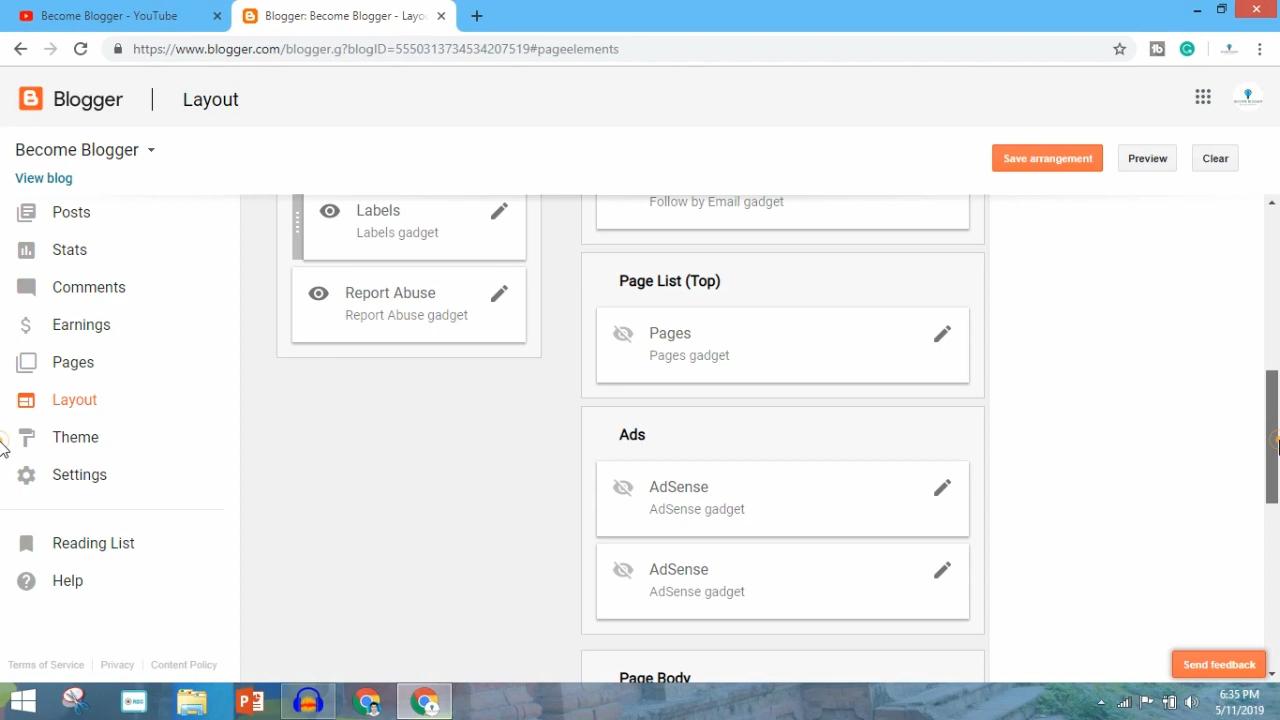 Become Blogger - YouTube
Blogger: Become Blogger - Layou
https://www.blogger.com/blogger.g?blogID=5550313734534207519#pageelements
Blogger
Layout
Become Blogger
View blog
Save arrangement
Preview
Clear
Posts
Stats
Comments
Earnings
Pages
Layout
Theme
Settings
Reading List
Help
Terms of Service
Privacy
Content Policy
Labels
Labels gadget
Report Abuse
Report Abuse gadget
Follow by Email gadget
Page List (Top)
Pages
Pages gadget
Ads
AdSense
AdSense gadget
AdSense
AdSense gadget
Page Body
Send feedback
6:35 PM
5/11/2019